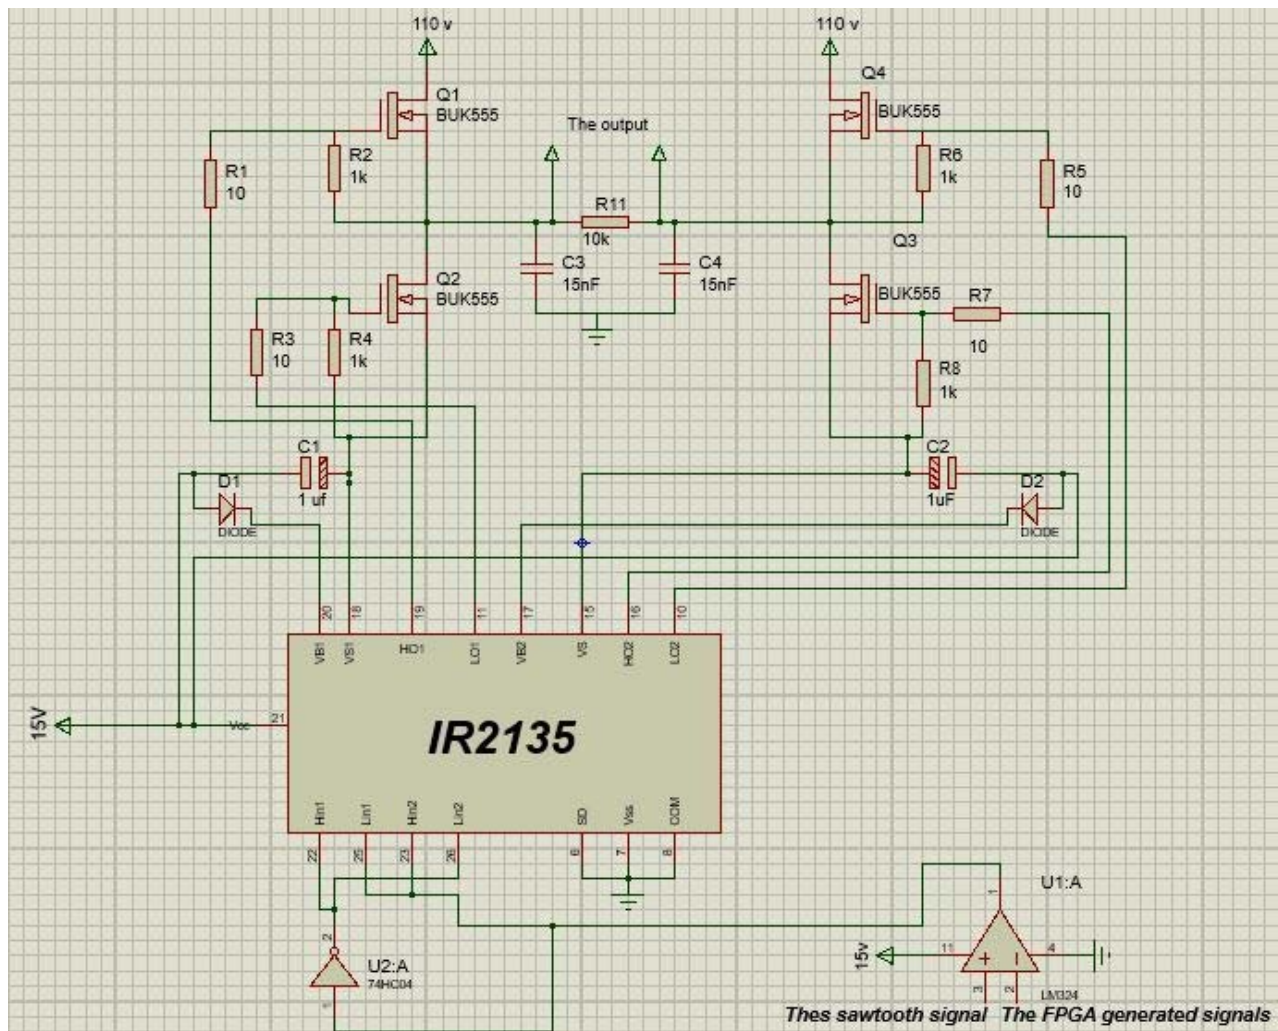 110 v
110 v
Q1
BUK555
Q4
BUK555
The output
R1
10
R2
1k
R6
1k
R5
10
R11
10k
Q3
C3
15nF
C4
15nF
Q2
BUK555
BUK555
R7
10
R3
10
R4
1k
R8
1k
C1
1 uf
C2
1uF
D1
DIODE
D2
DIODE
20
18
19
11
17
15
16
10
VB1
VS1
HO1
LO1
VB2
VS
HO2
LO2
15V
Vcc
21
IR2135
Hin1
Lin1
Hin2
Lin2
SD
Vss
COM
22
25
23
26
6
7
8
U1:A
1
2
U2:A
74HC04
1
15v
11
4
+
3
2
LM324
Thes sawtooth signal
The FPGA generated signals